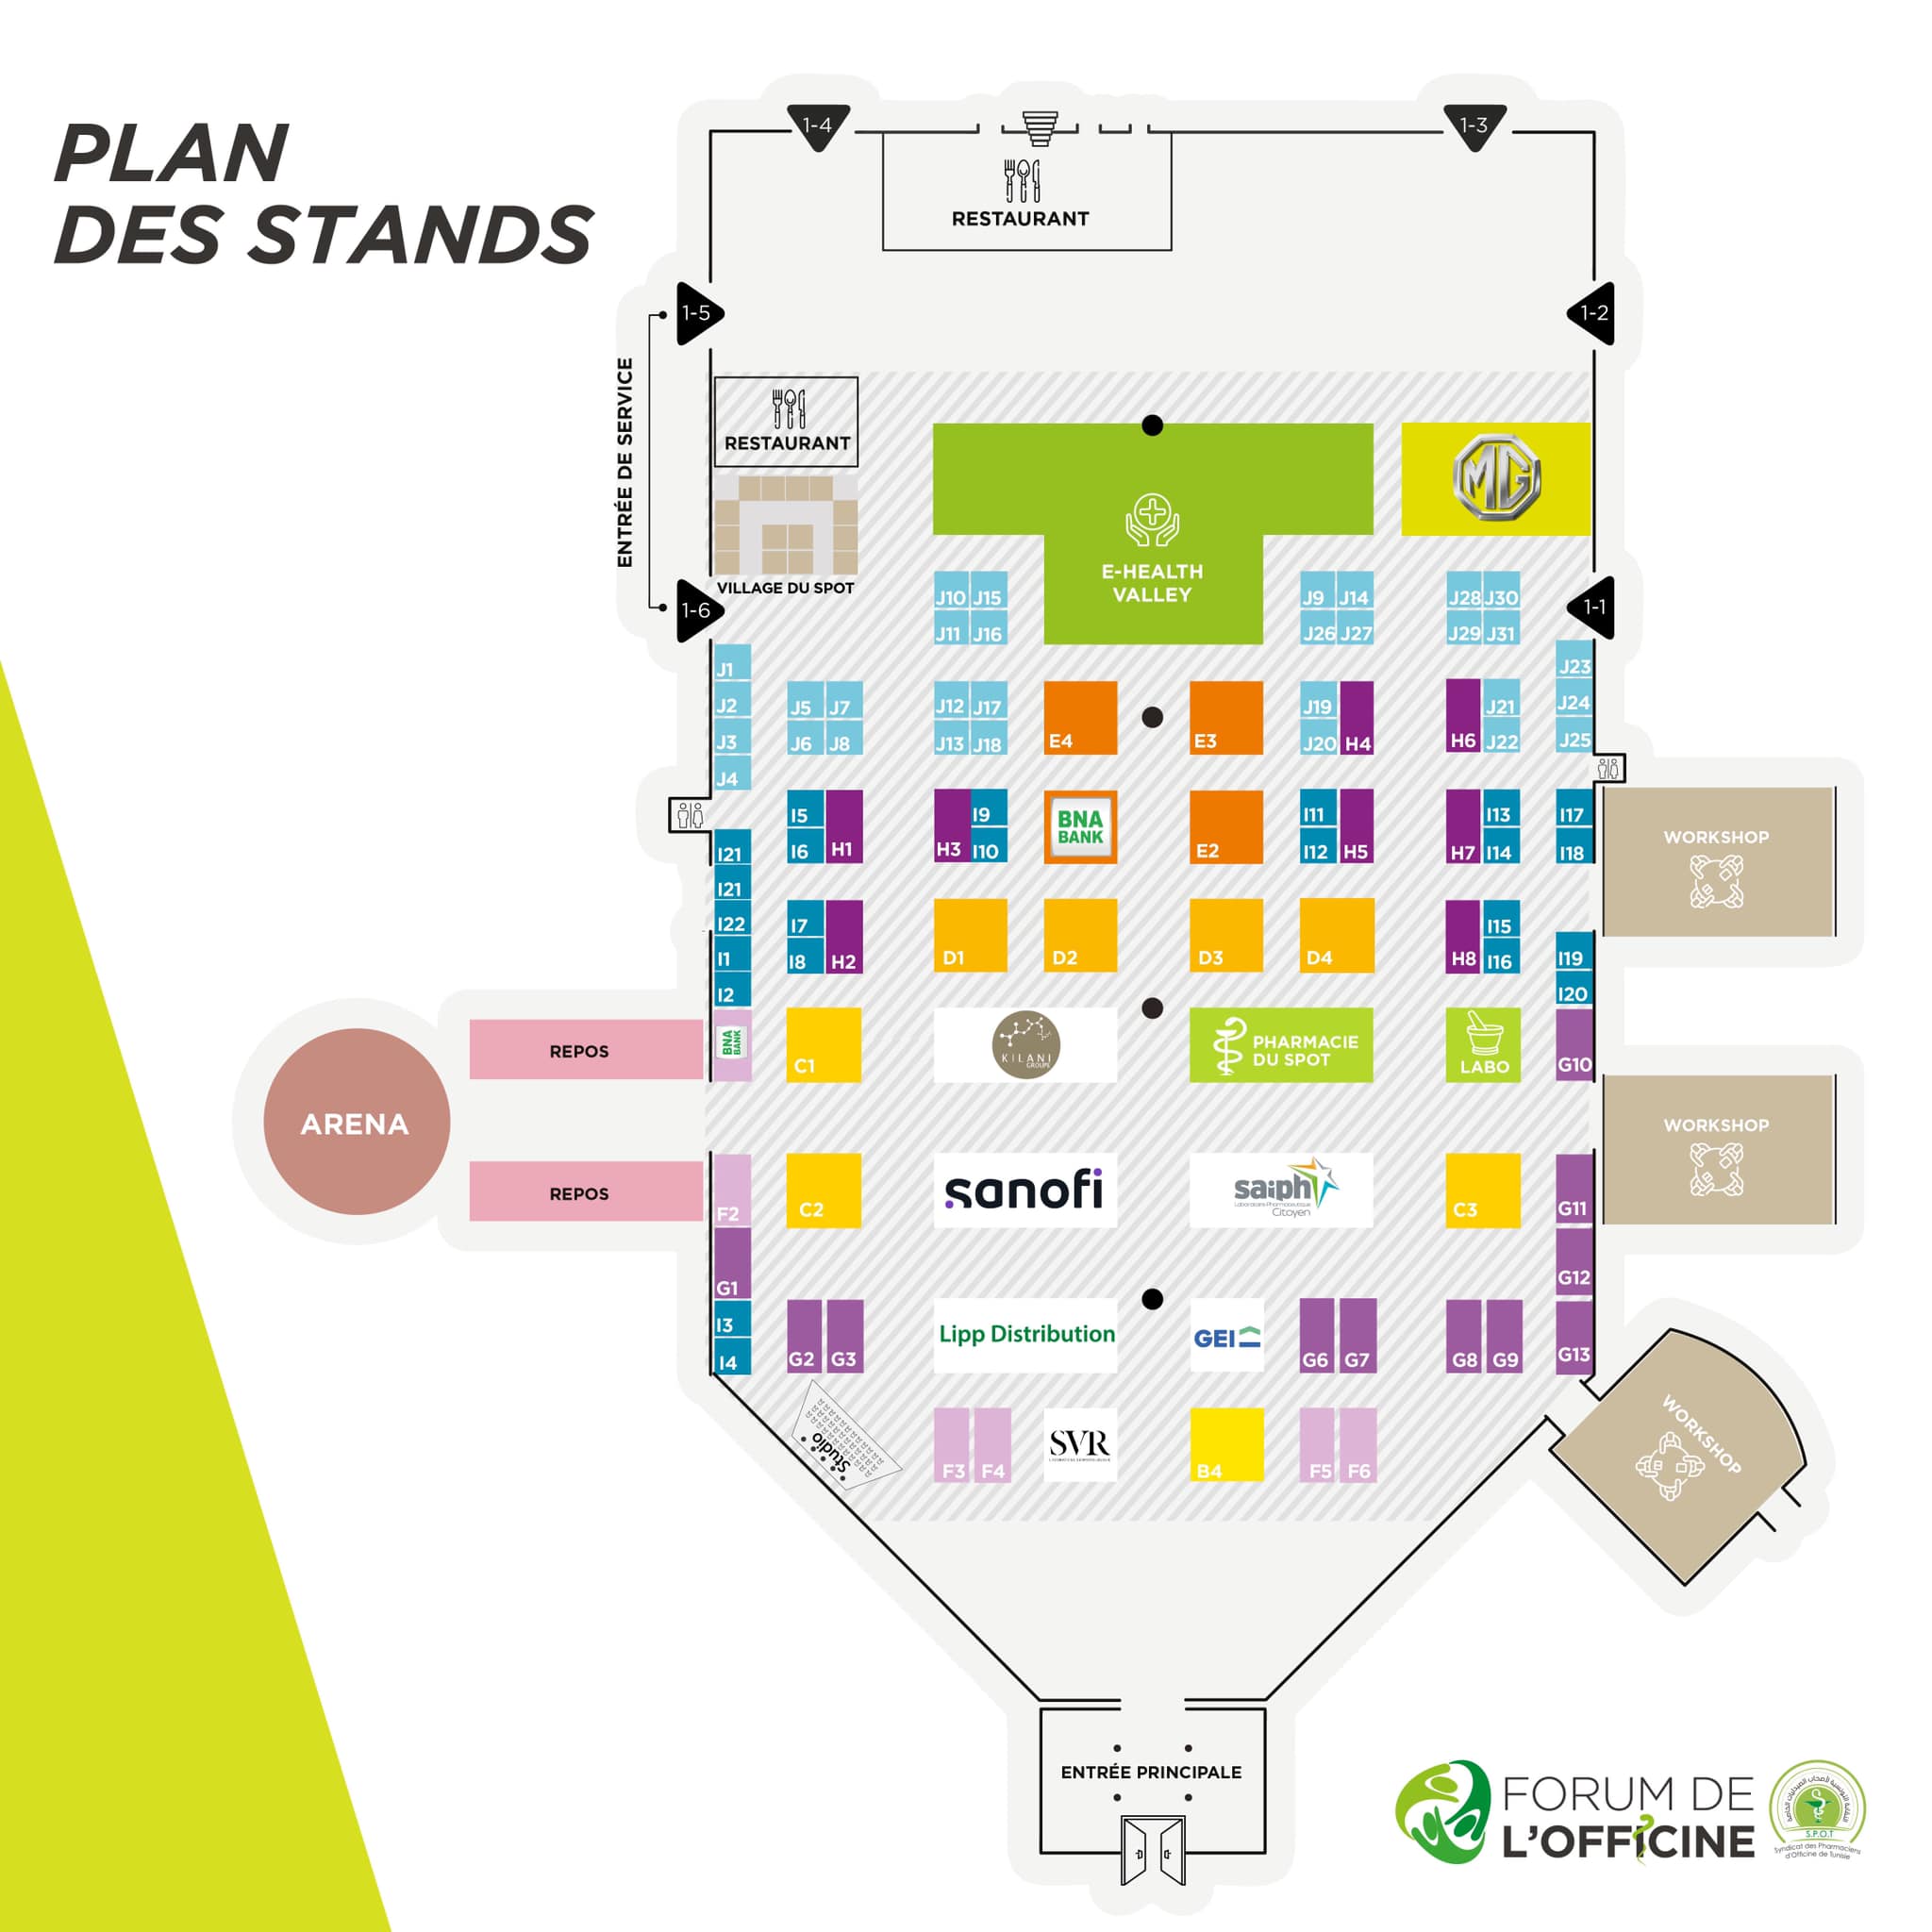 PLAN
DES STANDS
1-4
1-3
RESTAURANT
1-5
1-2
ENTRÉE DE SERVICE
RESTAURANT
MG
E-HEALTH
VALLEY
VILLAGE DU SPOT
1-6
1-1
J10 J15
J9 J14
J28 J30
J11 J16
J26 J27
J29 J31
J1
J23
J2
J5 J7
J12 J17
J19
J21
J24
J3
J6 J8
J13 J18
E4
E3
J20 H4
H6 J22
J25
J4
I5
I9
BNA
BANK
I11
I13
I17
WORKSHOP
I21
I6 H1
H3 I10
E2
I12 H5
H7 I14
I18
I21
I22
I7
I15
I1
I8 H2
D1
D2
D3
D4
H8 I16
I19
I2
I20
REPOS
BNA
BANK
C1
KILANI
GROUPE
PHARMACIE
DU SPOT
LABO
G10
ARENA
WORKSHOP
REPOS
F2
C2
sanofi
saiph
Laboratoire Pharmaceutique
Citoyen
C3
G11
G1
G12
I3
Lipp Distribution
GEI
I4
G2 G3
G6 G7
G8 G9
G13
WORKSHOP
Studio
F3 F4
SVR
B4
F5 F6
ENTRÉE PRINCIPALE
FORUM DE
L'OFFICINE
S.P.O.T
Syndicat des Pharmaciens
d'Officine de Tunisie